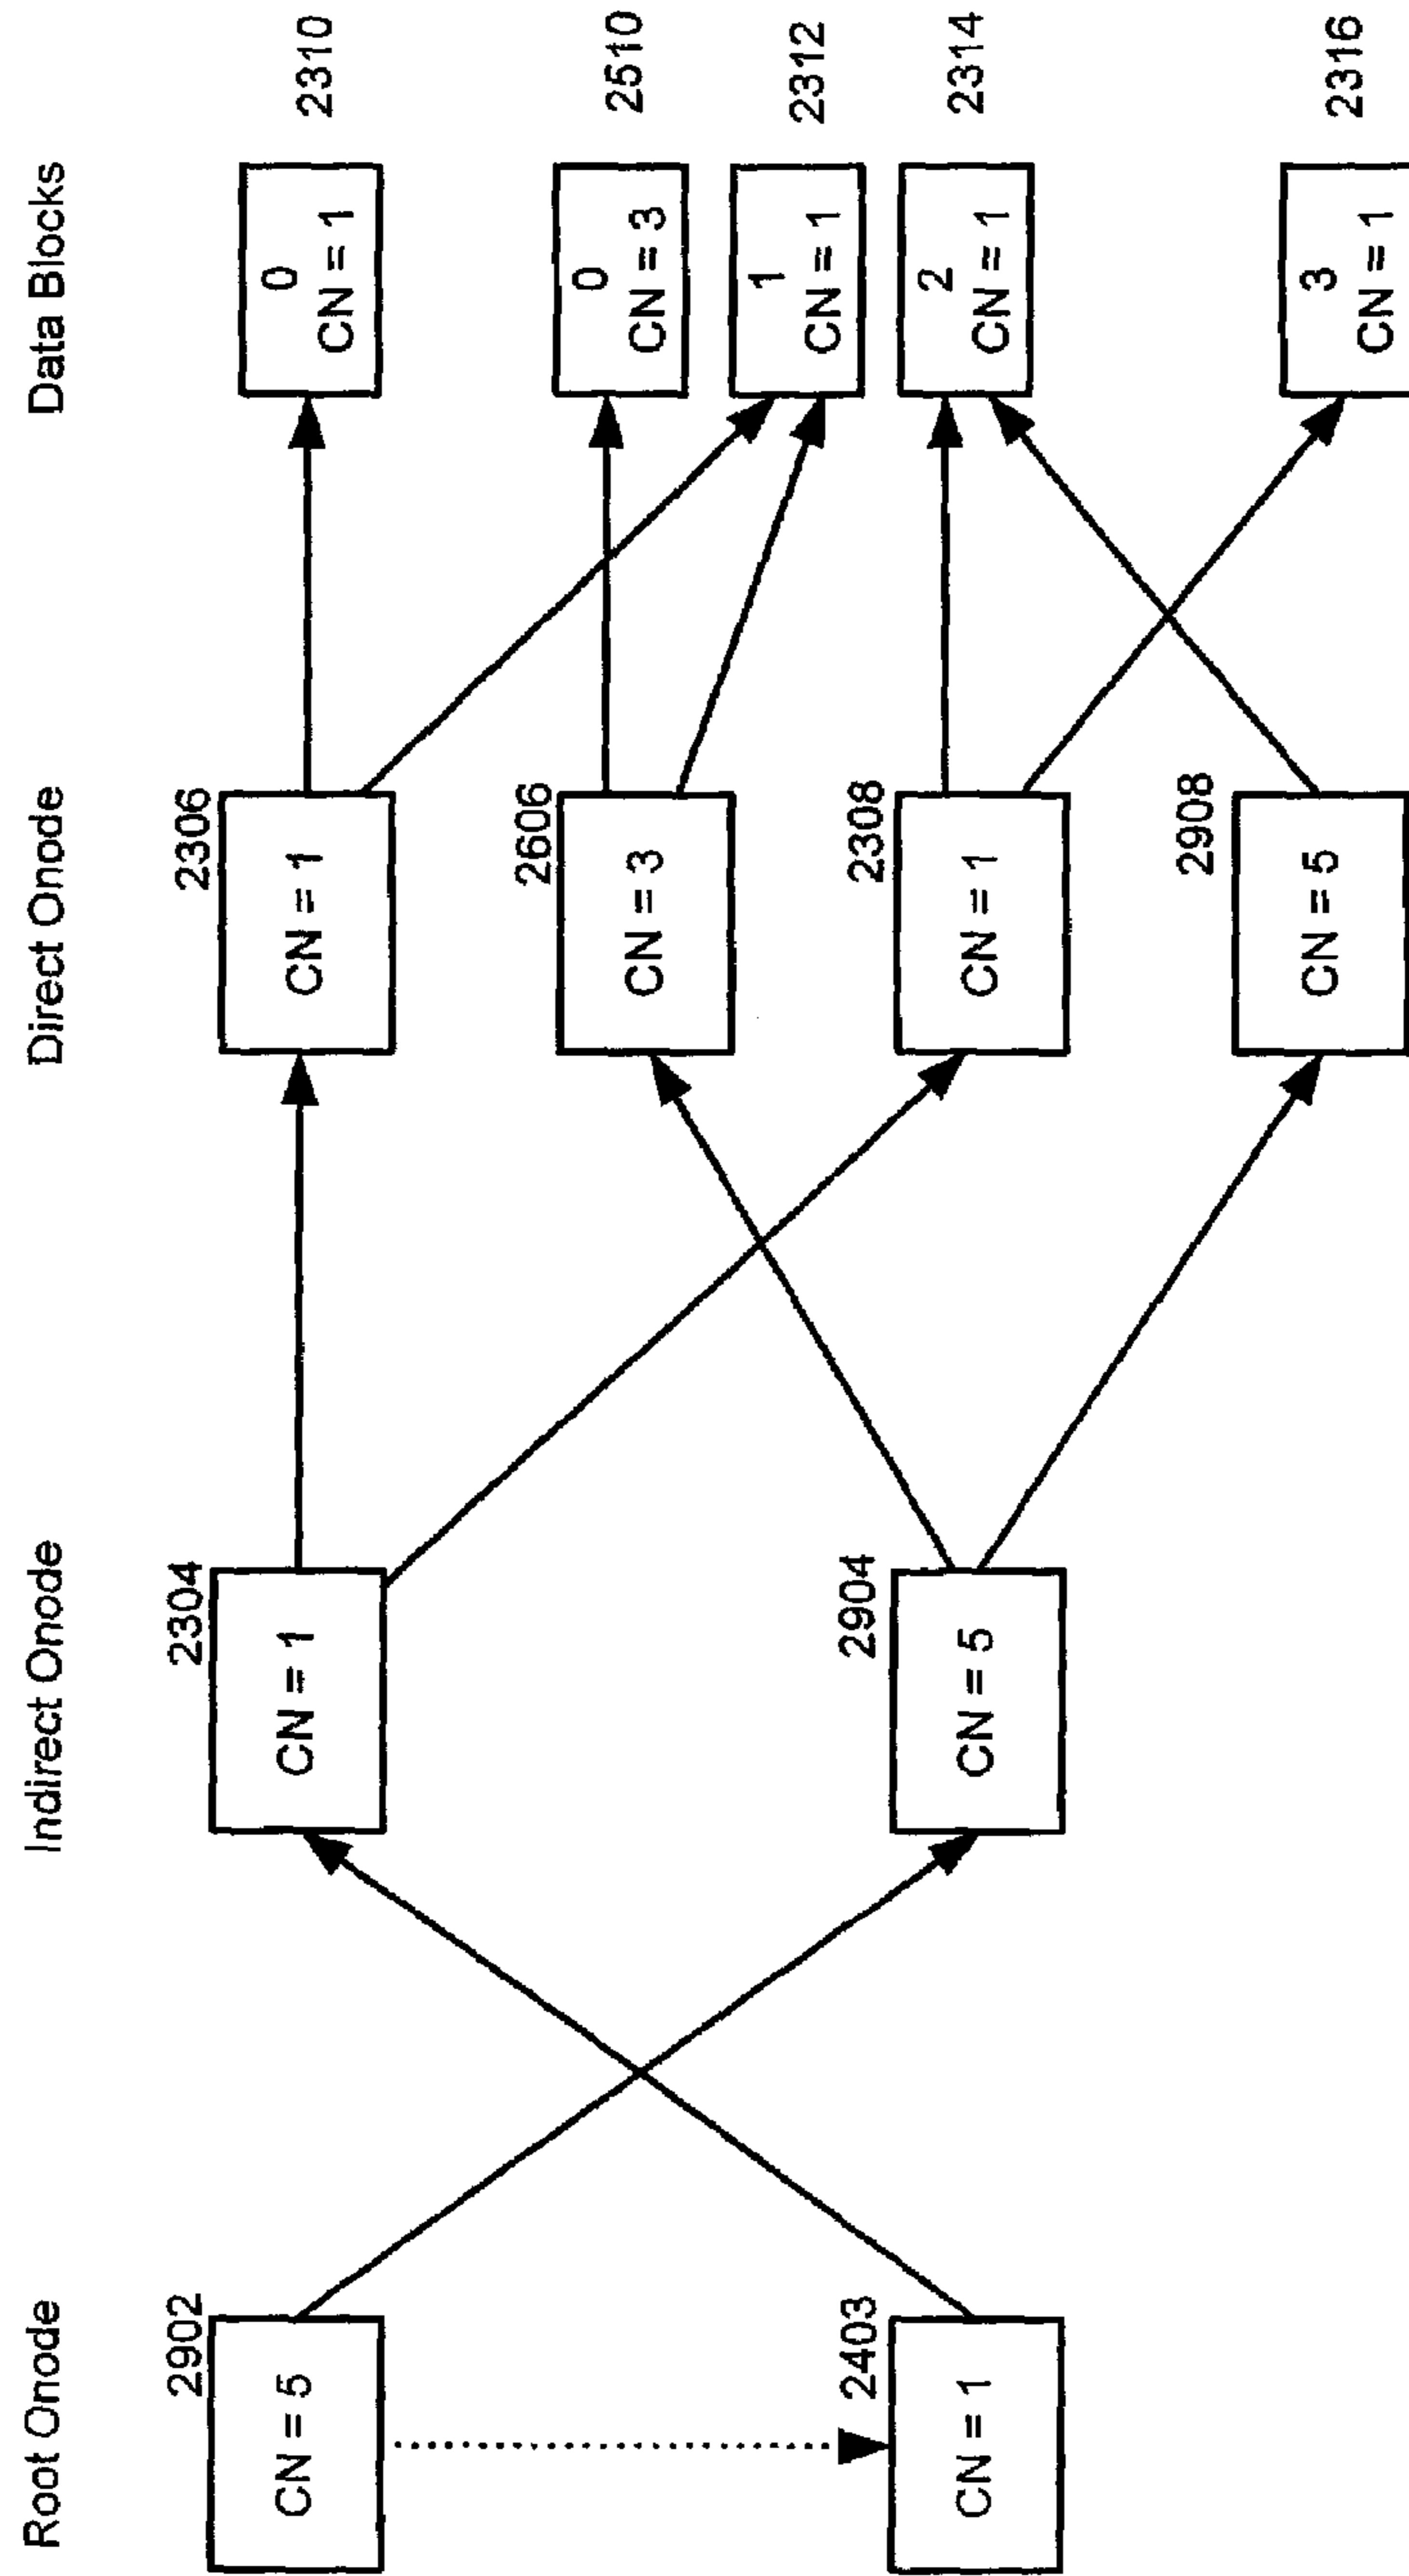 Root Onode
Indirect Onode
Direct Onode
Data Blocks
2902
CN = 5
2403
CN = 1
2304
CN = 1
2904
CN = 5
2306
CN = 1
2606
CN = 3
2308
CN = 1
2908
CN = 5
0
CN = 1
2310
0
CN = 3
2510
1
CN = 1
2312
2
CN = 1
2314
3
CN = 1
2316